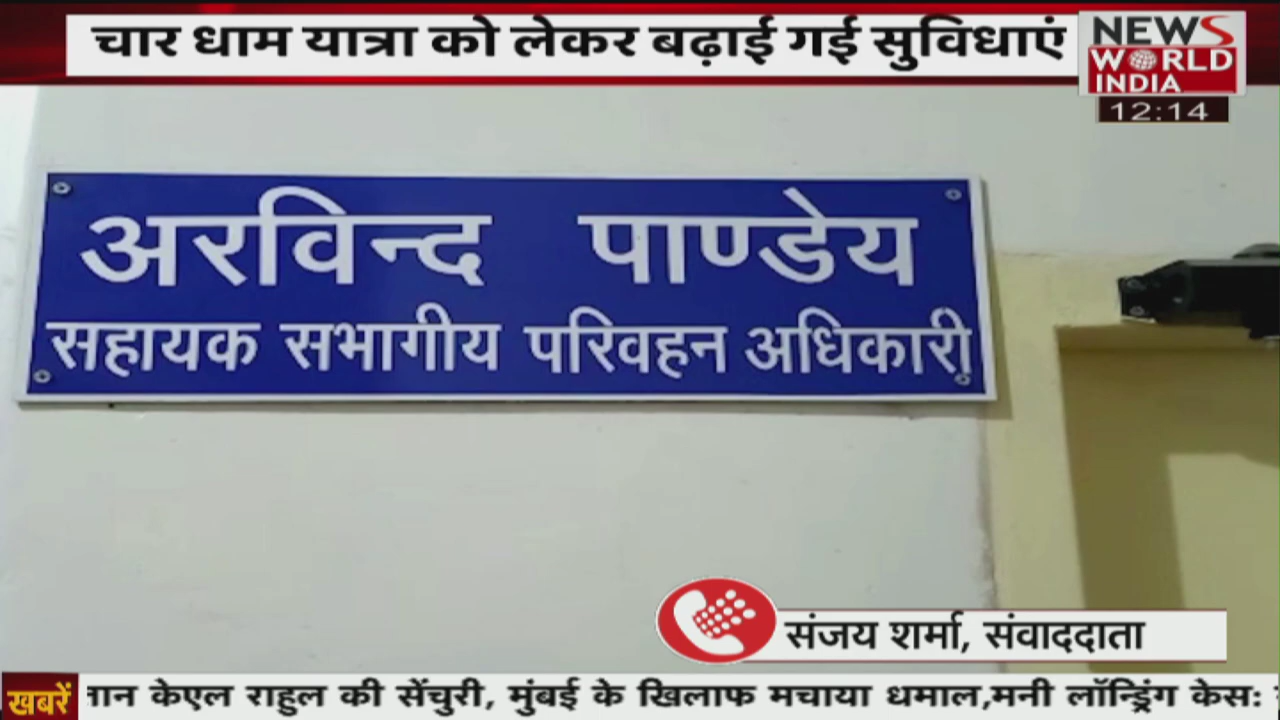 चार धाम यात्रा को लेकर बढ़ाई गई सुविधाएं
NEWS
WORLD
INDIA
12:14
अरविन्द पाण्डेय
सहायक सभागीय परिवहन अधिकारी
संजय शर्मा, संवाददाता
खबरें
केएल राहुल की सेंचुरी, मुंबई के खिलाफ मचाया धमाल,मनी लॉन्ड्रिंग केस: